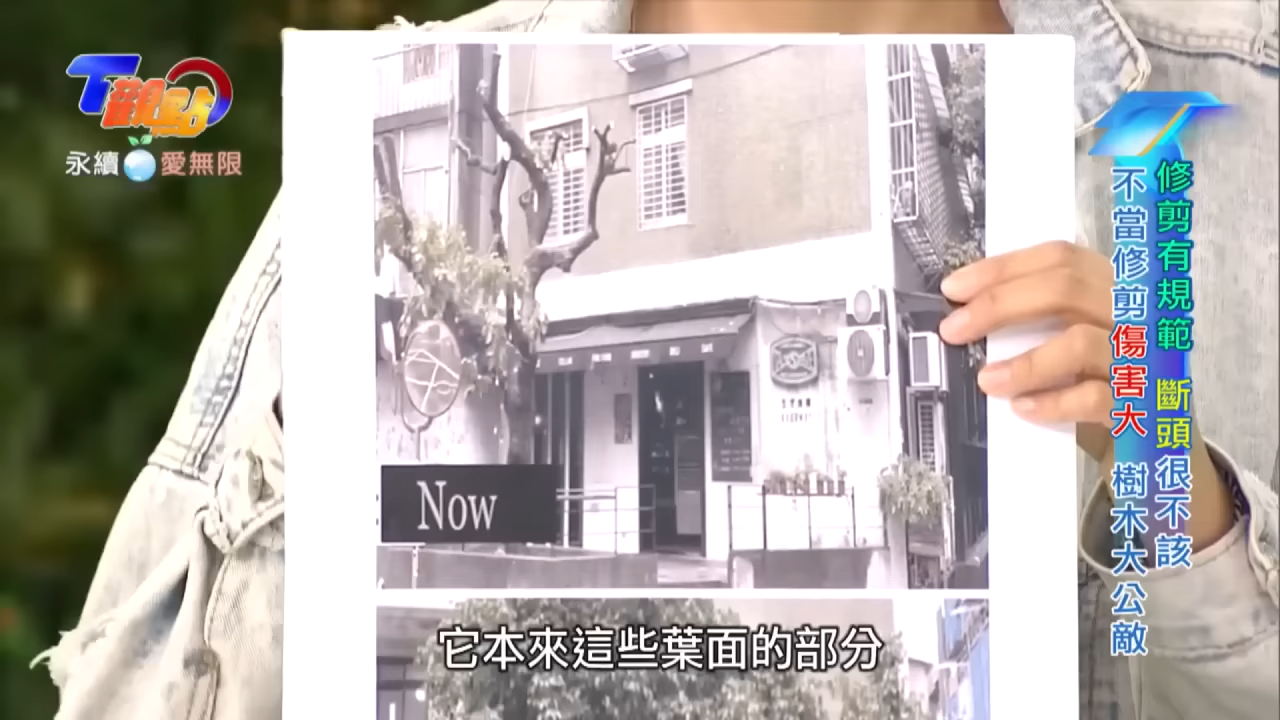 T觀點
永續愛無限
修剪有規範 斷頭很不該
不當修剪傷害大 樹木大公敵
Now
它本來這些葉面的部分